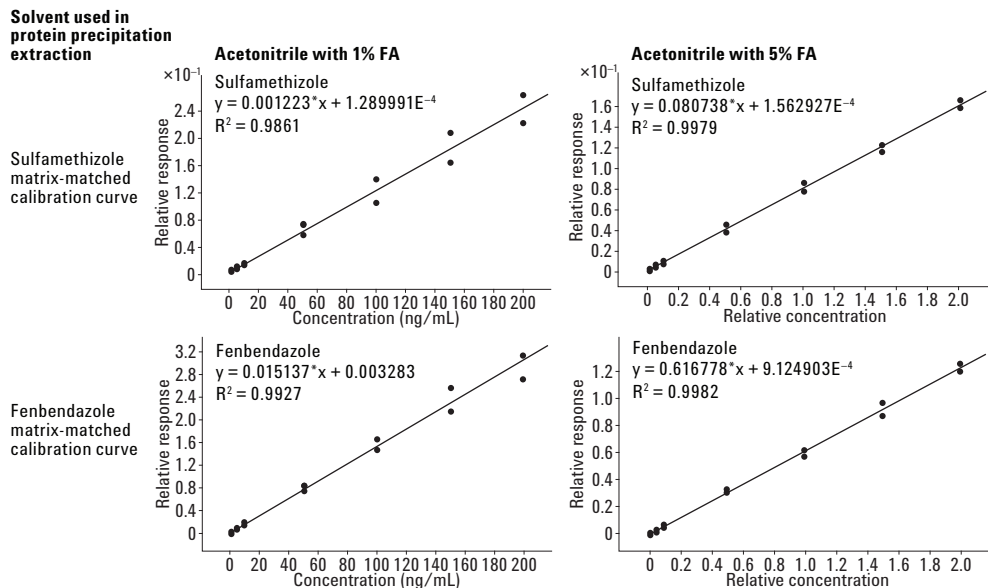 Solvent used in
protein precipitation
extraction
Acetonitrile with 1% FA
Acetonitrile with 5% FA
Sulfamethizole
matrix-matched
calibration curve
×10⁻¹
Sulfamethizole
y = 0.001223*x + 1.289991E⁻⁴
R² = 0.9861
Relative response
2.4
2.0
1.6
1.2
0.8
0.4
0
0 20 40 60 80 100 120 140 160 180 200
Concentration (ng/mL)
×10⁻¹
Sulfamethizole
y = 0.080738*x + 1.562927E⁻⁴
R² = 0.9979
Relative response
1.6
1.4
1.2
1.0
0.8
0.6
0.4
0.2
0
0 0.2 0.4 0.6 0.8 1.0 1.2 1.4 1.6 1.8 2.0
Relative concentration
Fenbendazole
matrix-matched
calibration curve
Fenbendazole
y = 0.015137*x + 0.003283
R² = 0.9927
Relative response
3.2
2.8
2.4
2.0
1.6
1.2
0.8
0.4
0
0 20 40 60 80 100 120 140 160 180 200
Concentration (ng/mL)
Fenbendazole
y = 0.616778*x + 9.124903E⁻⁴
R² = 0.9982
Relative response
1.2
1.0
0.8
0.6
0.4
0.2
0
0 0.2 0.4 0.6 0.8 1.0 1.2 1.4 1.6 1.8 2.0
Relative concentration